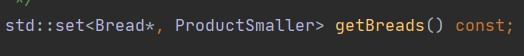 */
std::set<Bread*, ProductSmaller> getBreads() const;